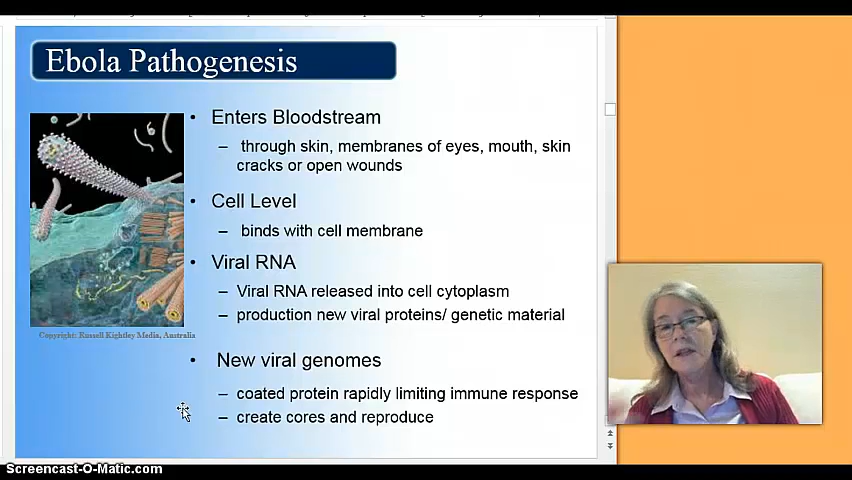 Ebola Pathogenesis
• Enters Bloodstream
– through skin, membranes of eyes, mouth, skin
cracks or open wounds
• Cell Level
– binds with cell membrane
• Viral RNA
– Viral RNA released into cell cytoplasm
– production new viral proteins/ genetic material
Copyright: Russell Kightley Media, Australia
• New viral genomes
– coated protein rapidly limiting immune response
– create cores and reproduce
Screencast-O-Matic.com